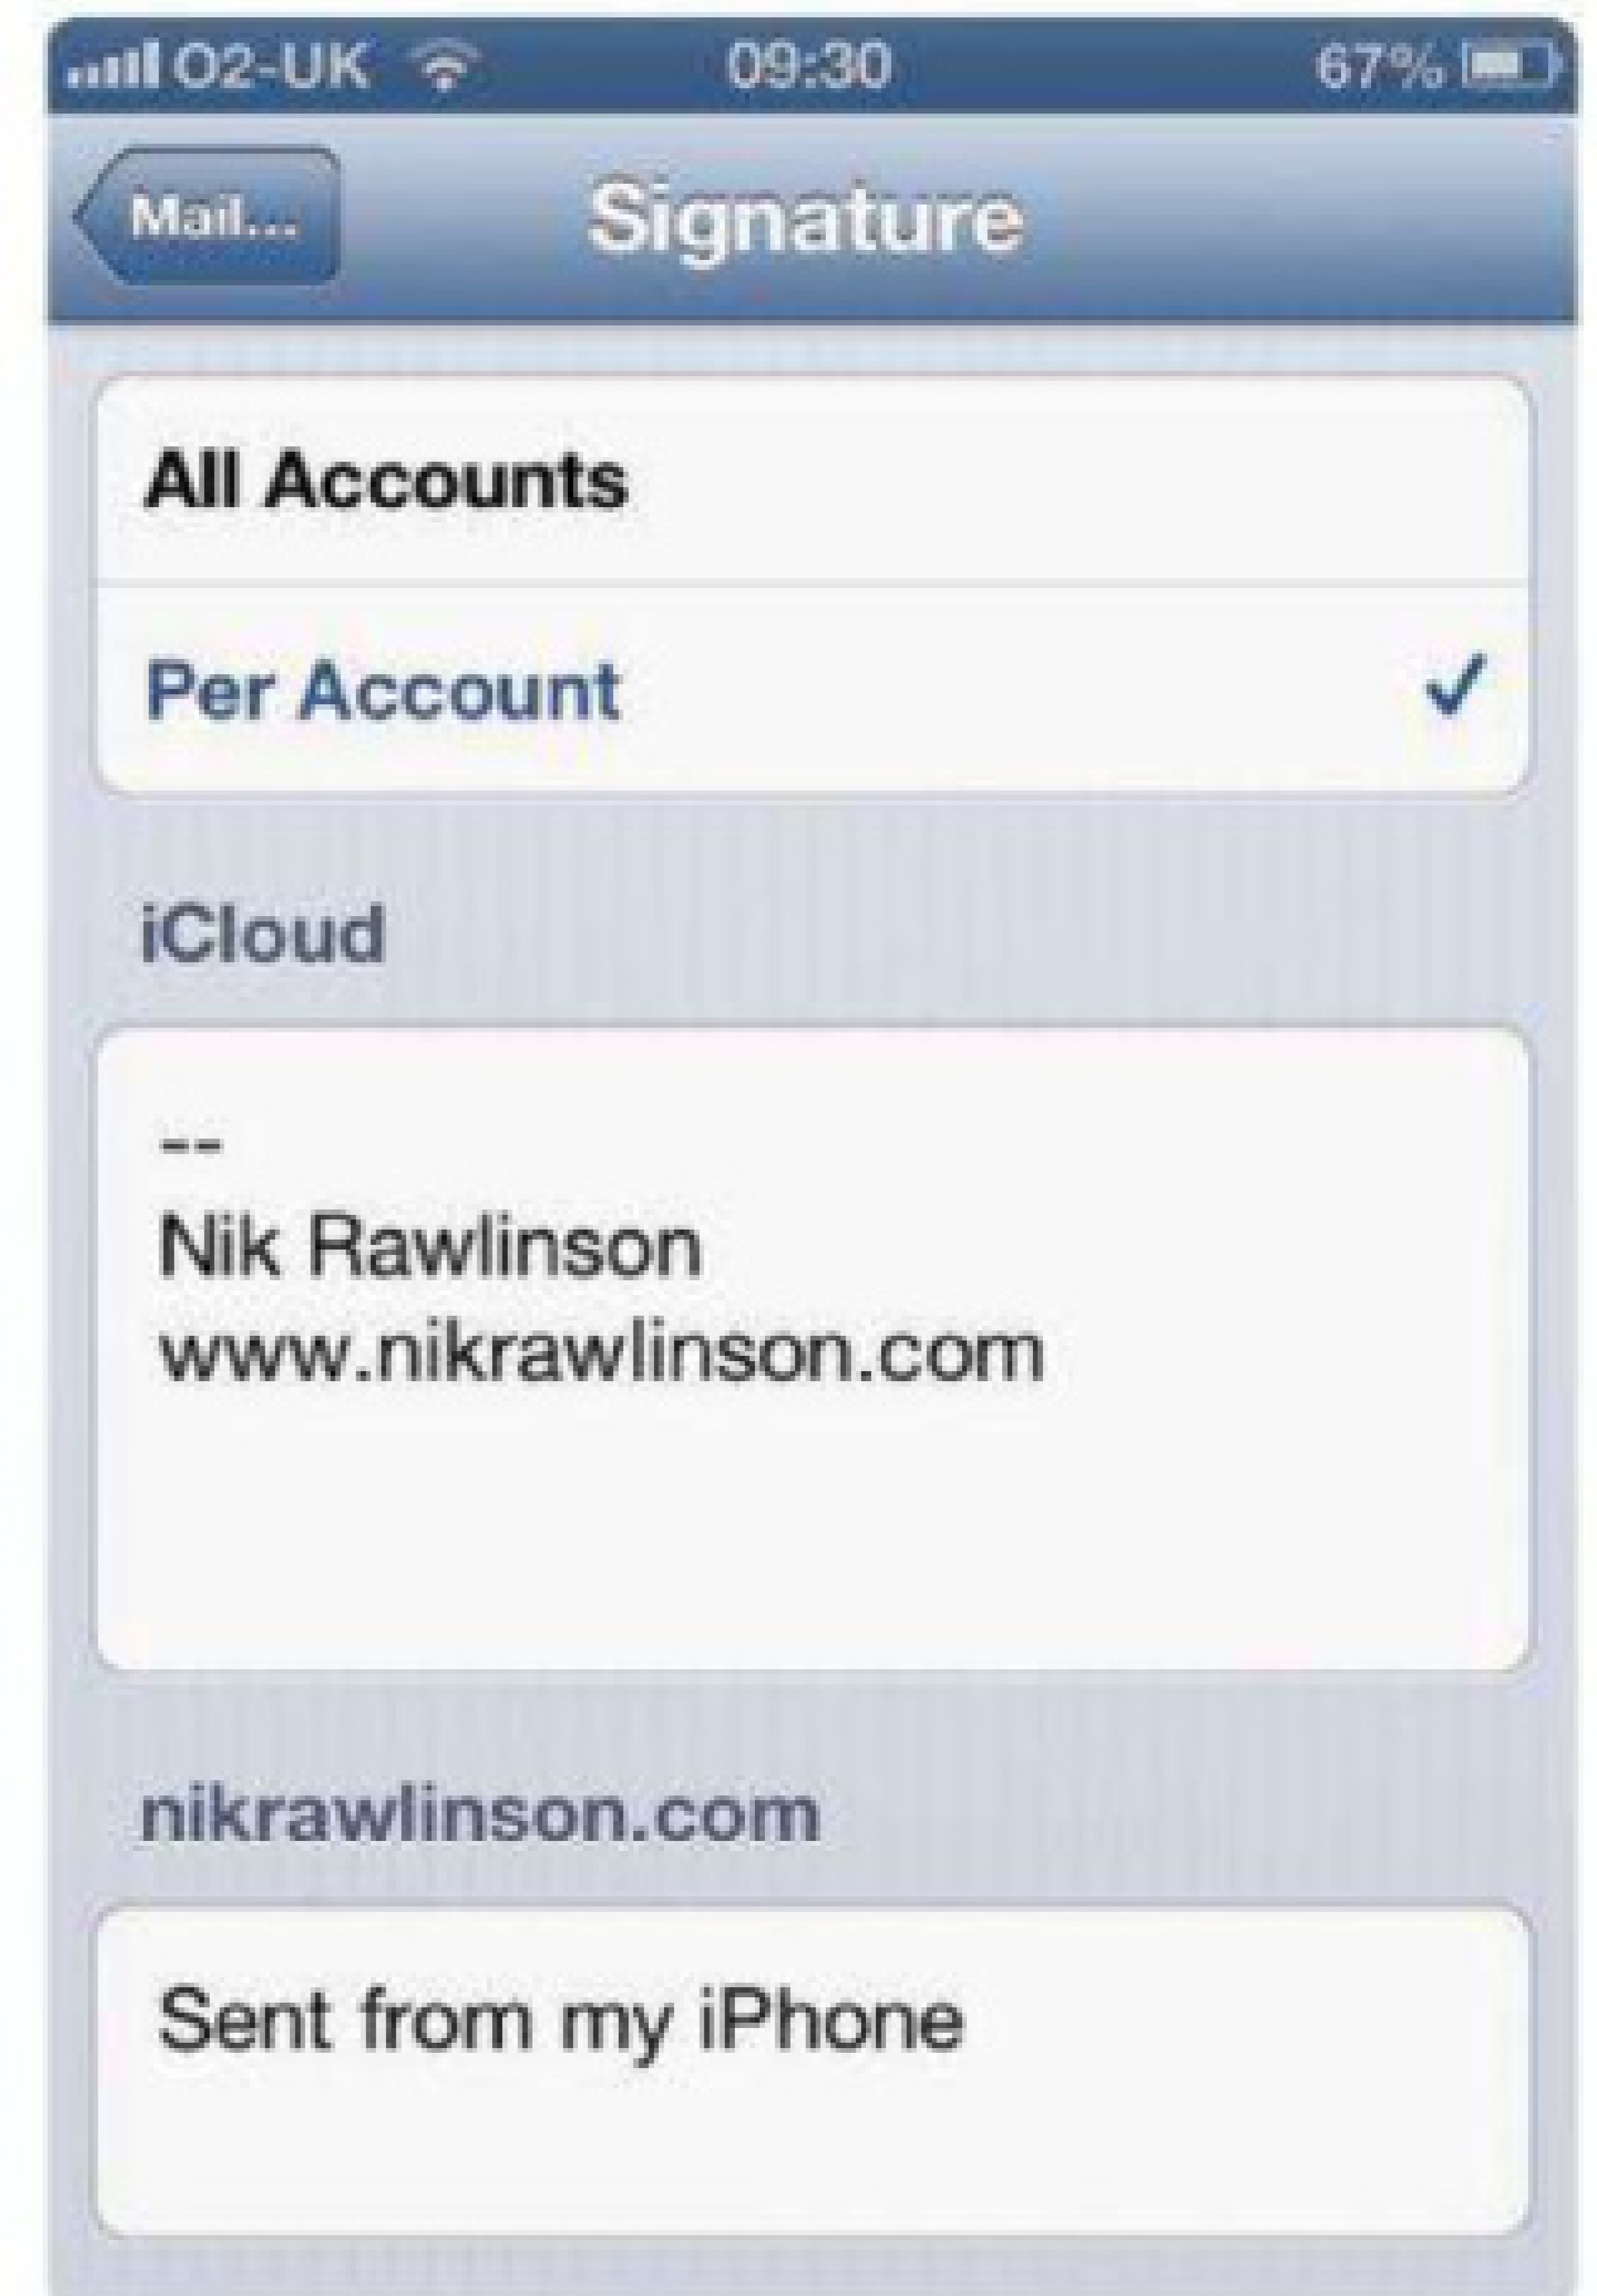 O2-UK 09:30 67%
Mail... Signature
All Accounts
Per Account
iCloud
--
Nik Rawlinson
www.nikrawlinson.com
nikrawlinson.com
Sent from my iPhone